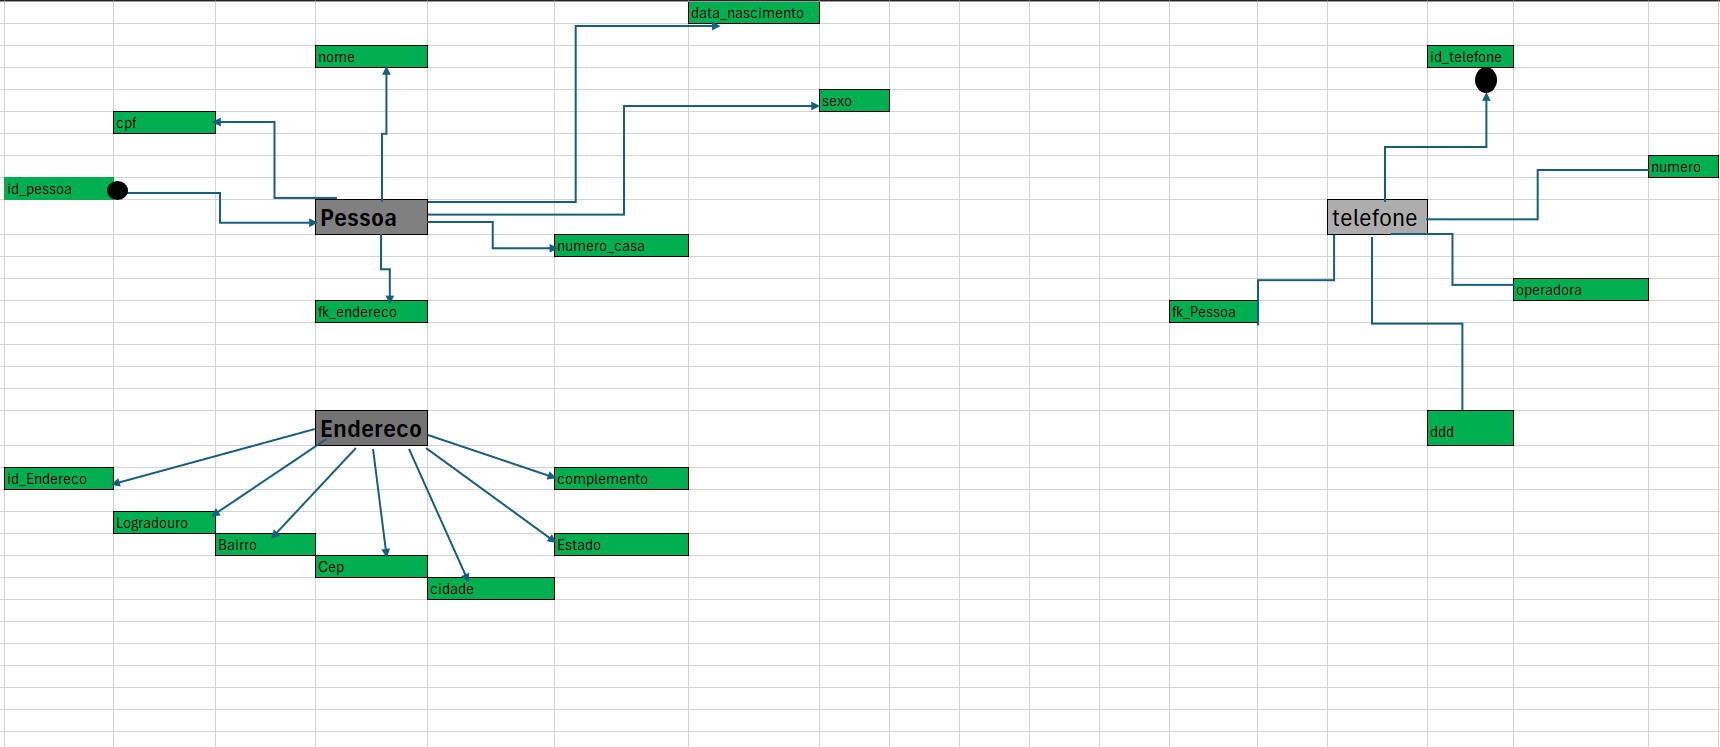 data_nascimento
nome
id_telefone
sexo
cpf
numero
id_pessoa
Pessoa
telefone
numero_casa
operadora
fk_endereco
fk_Pessoa
Endereco
ddd
id_Endereco
complemento
Logradouro
Bairro
Estado
Cep
cidade